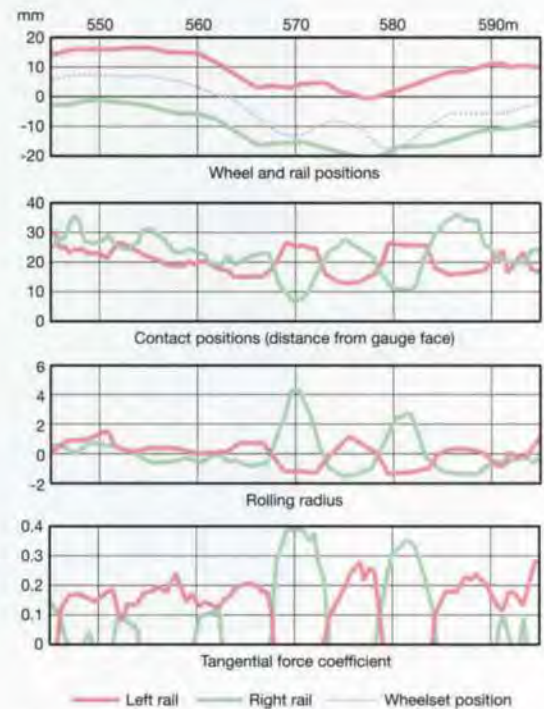 mm
550 560 570 580 590m
20
10
0
-10
-20
Wheel and rail positions
40
30
20
10
0
Contact positions (distance from gauge face)
6
4
2
0
-2
Rolling radius
0.4
0.3
0.2
0.1
0
Tangential force coefficient
Left rail Right rail Wheelset position